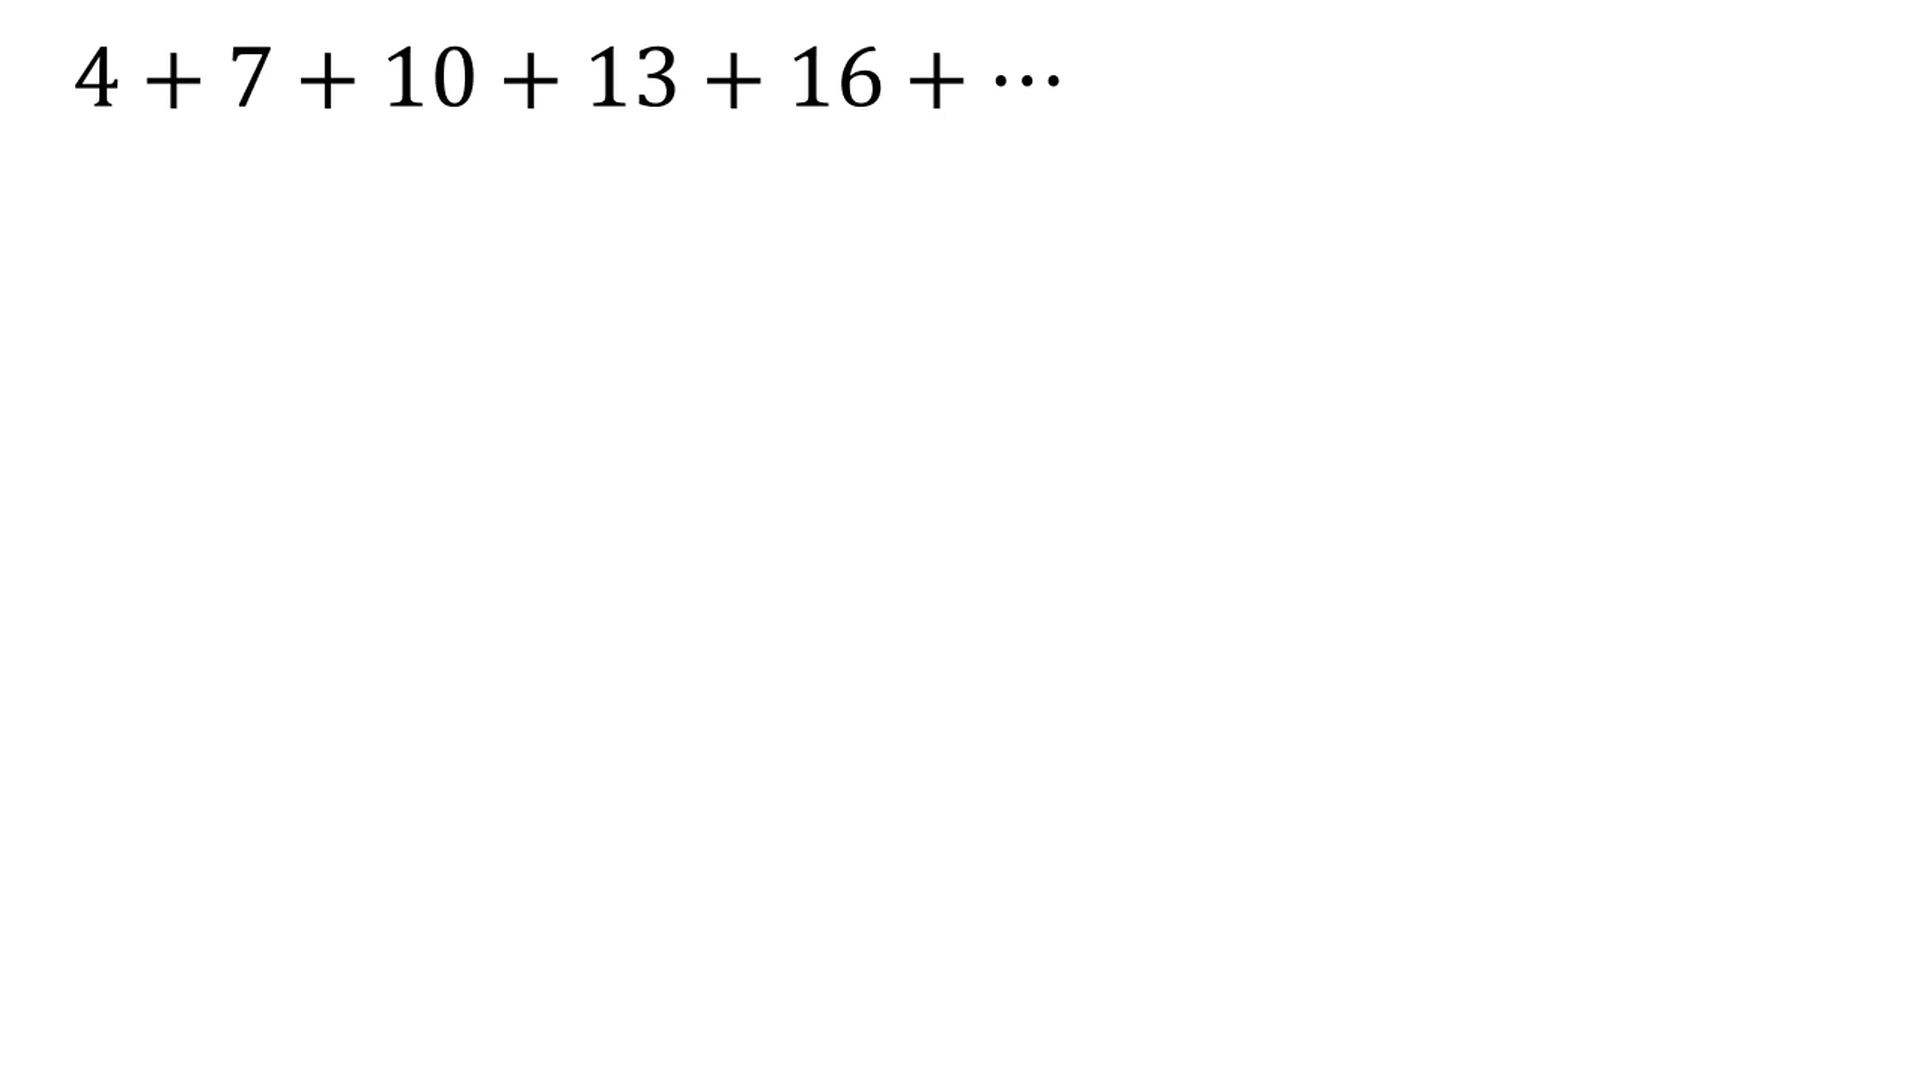 4 + 7 + 10 + 13 + 16 + ⋯